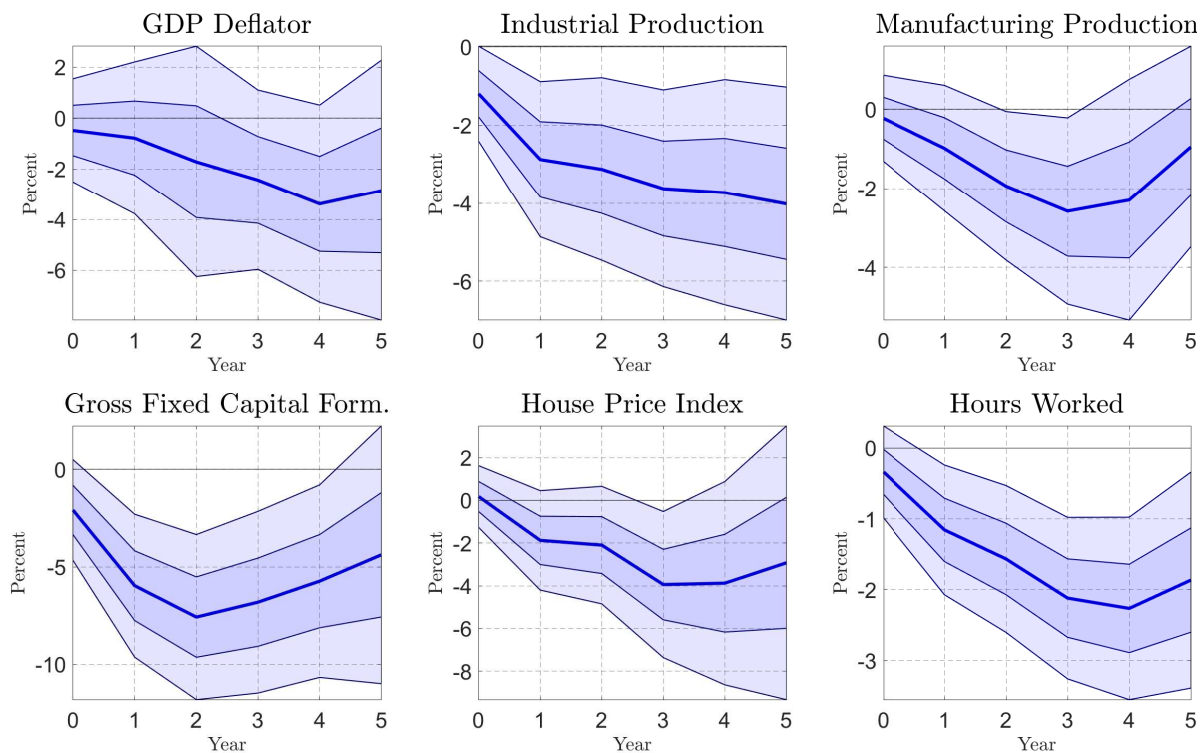 GDP Deflator
2
0
-2
-4
-6
Percent
0 1 2 3 4 5
Year
Industrial Production
0
-2
-4
-6
Percent
0 1 2 3 4 5
Year
Manufacturing Production
0
-2
-4
Percent
0 1 2 3 4 5
Year
Gross Fixed Capital Form.
0
-5
-10
Percent
0 1 2 3 4 5
Year
House Price Index
2
0
-2
-4
-6
-8
Percent
0 1 2 3 4 5
Year
Hours Worked
0
-1
-2
-3
Percent
0 1 2 3 4 5
Year